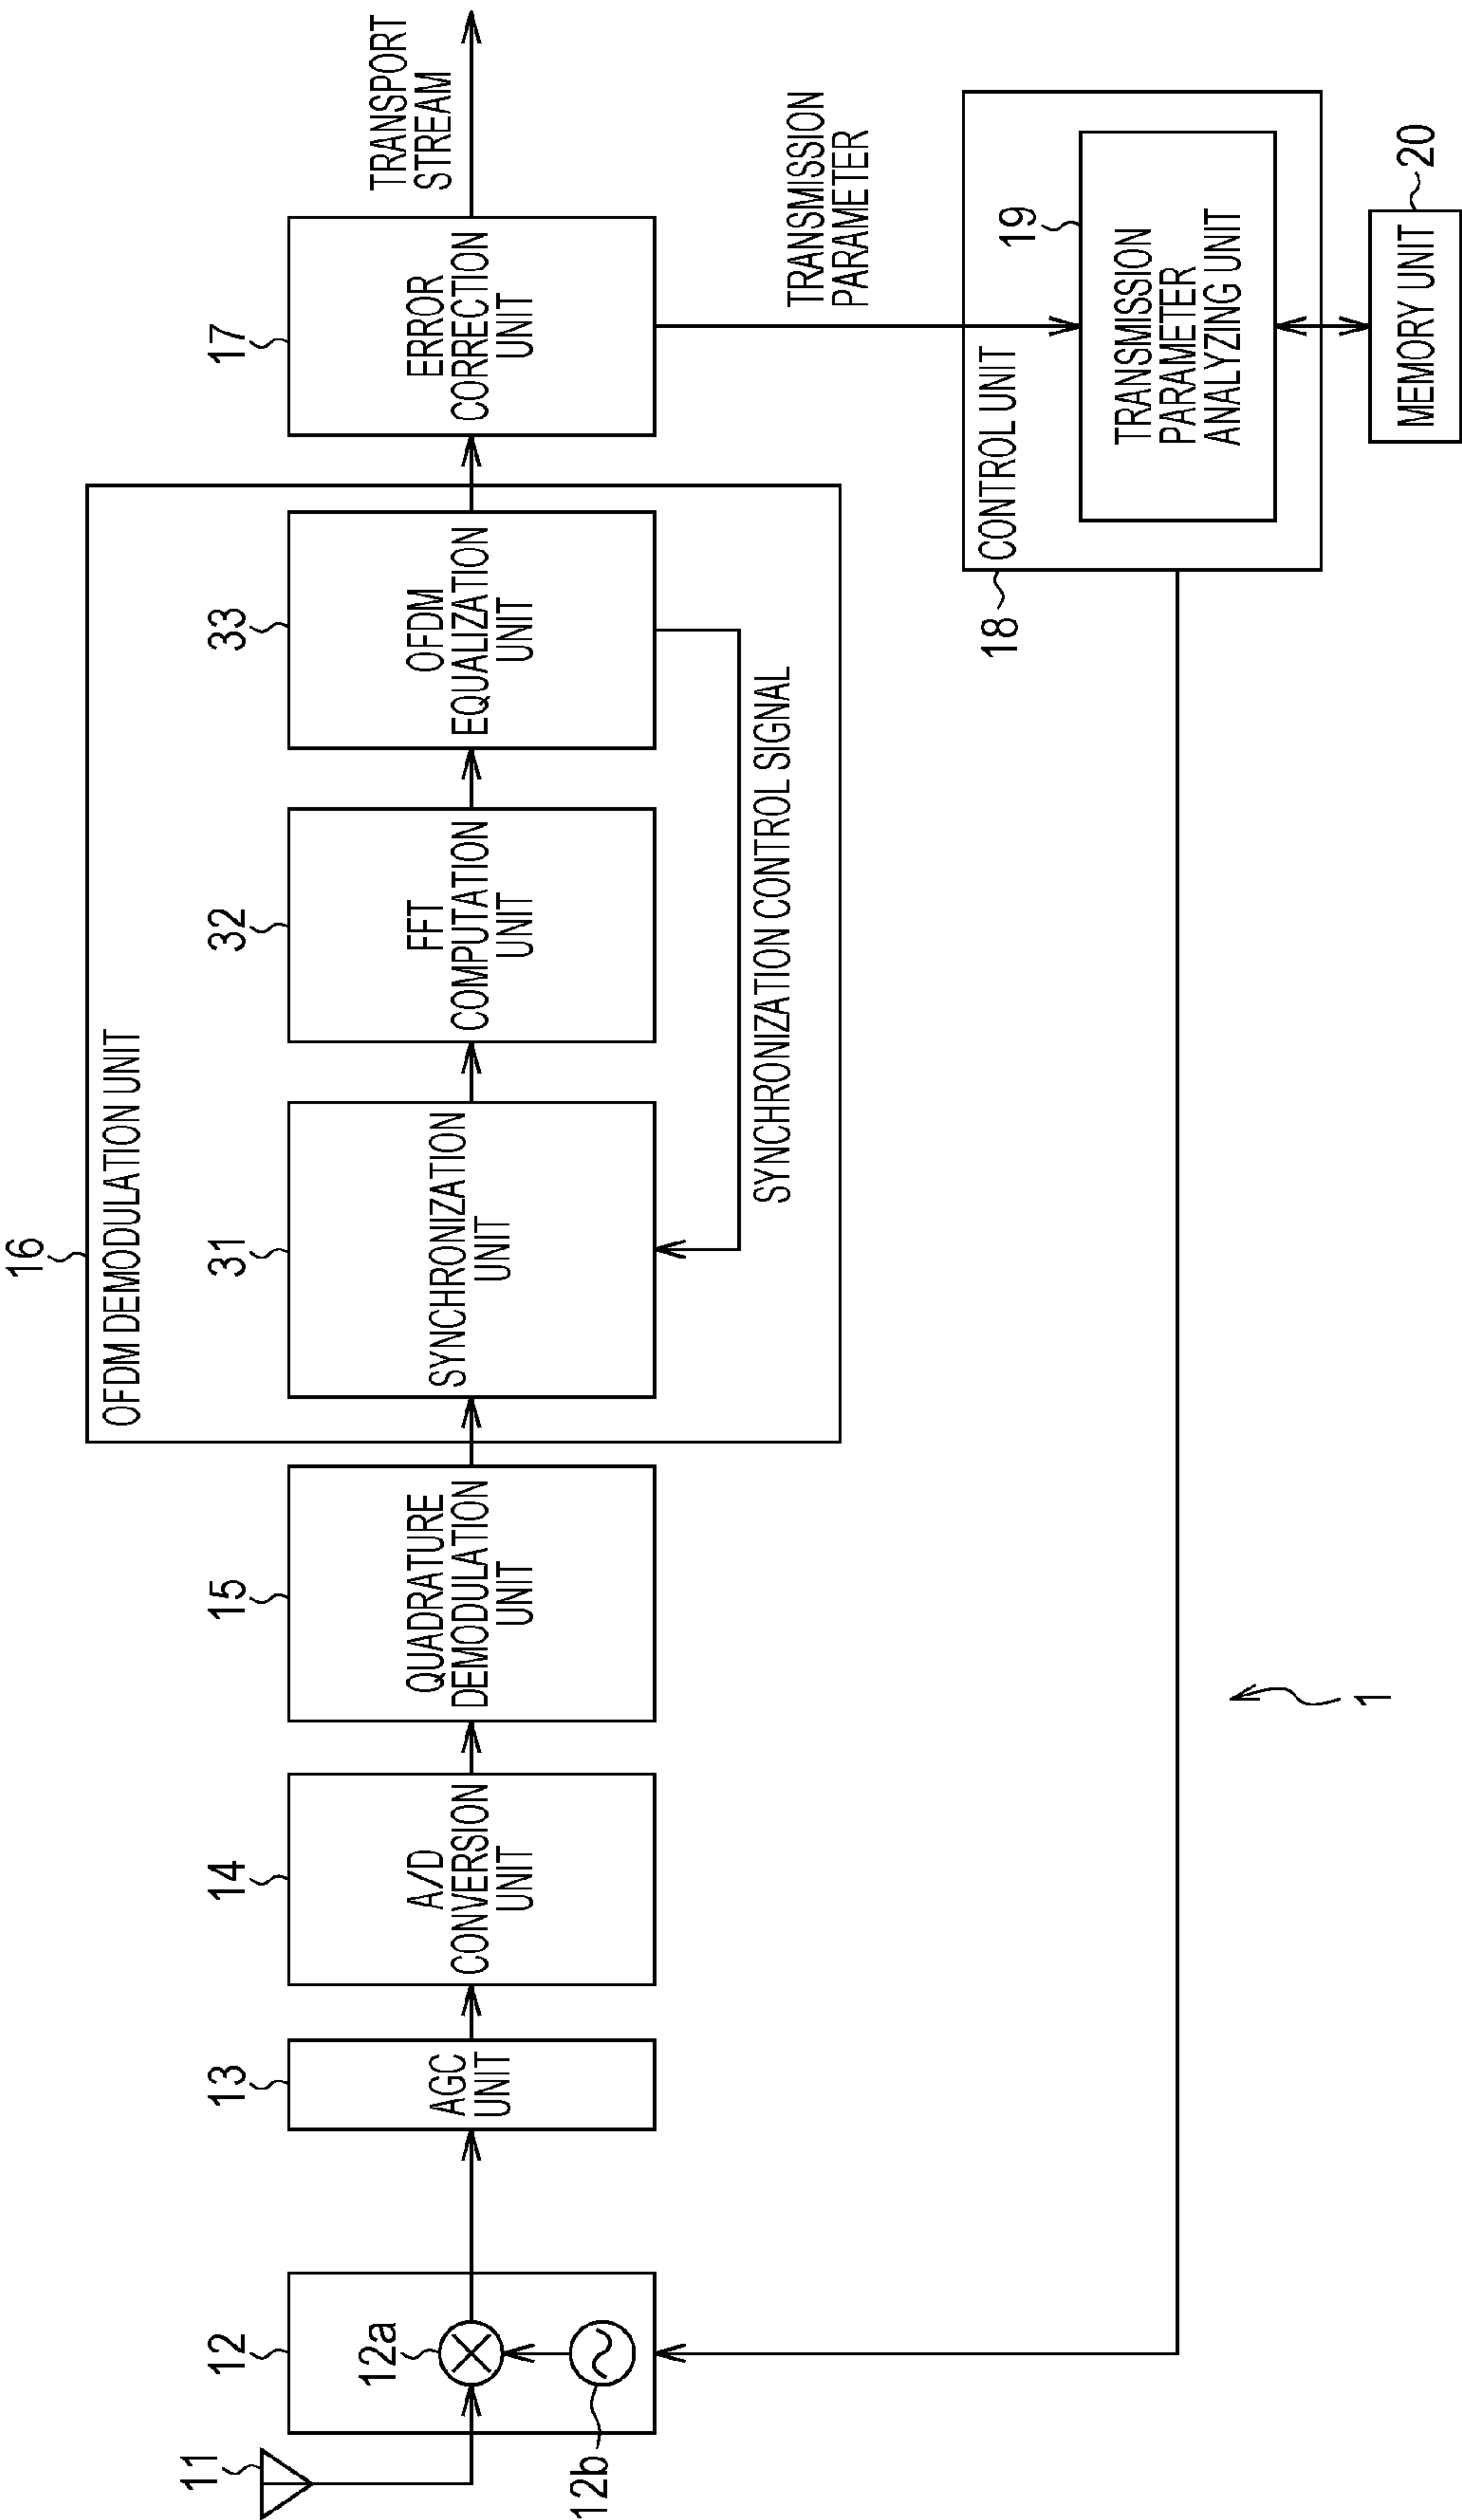 16
OFDM DEMODULATION UNIT
11
12
12a
12b
13
AGC
UNIT
14
A/D
CONVERSION
UNIT
15
QUADRATURE
DEMODULATION
UNIT
31
SYNCHRONIZATION
UNIT
32
FFT
COMPUTATION
UNIT
33
OFDM
EQUALIZATION
UNIT
SYNCHRONIZATION CONTROL SIGNAL
17
ERROR
CORRECTION
UNIT
TRANSPORT
STREAM
TRANSMISSION
PARAMETER
18
CONTROL UNIT
19
TRANSMISSION
PARAMETER
ANALYZING UNIT
MEMORY UNIT
20
1